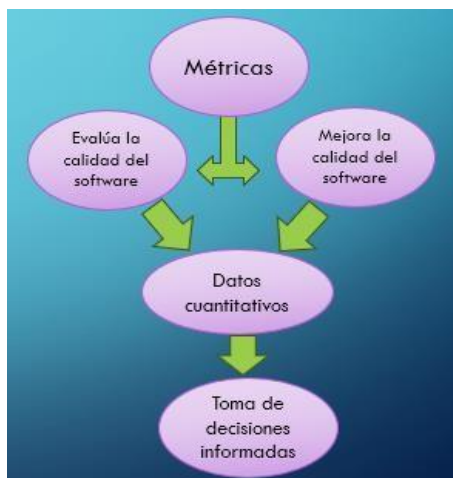 Métricas
Evalúa la
calidad del
software
Mejora la
calidad del
software
Datos
cuantitativos
Toma de
decisiones
informadas